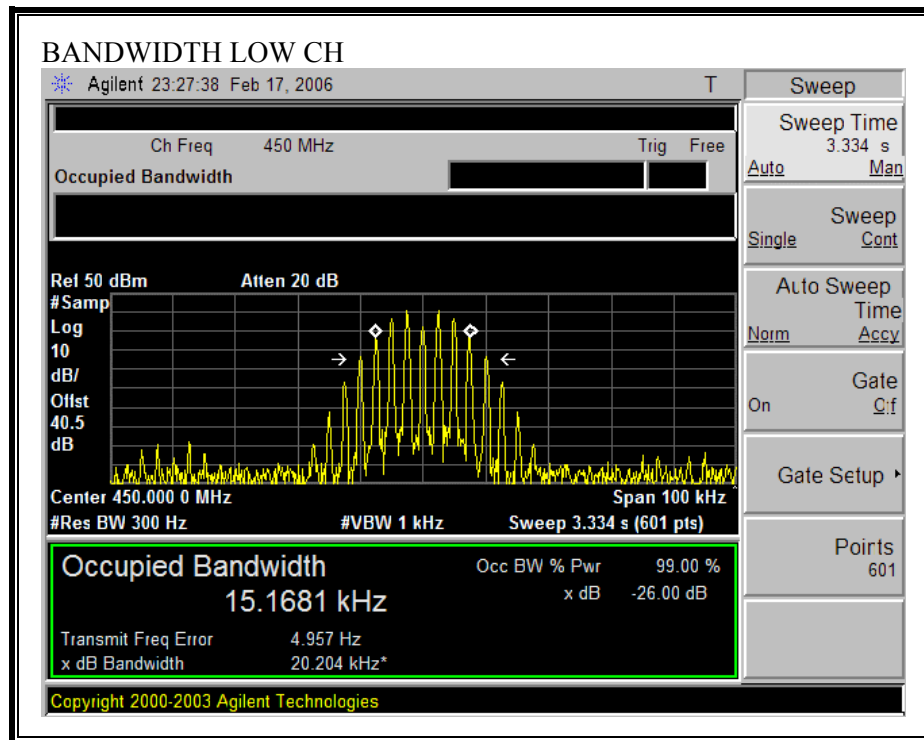 BANDWIDTH LOW CH
Agilent 23:27:38 Feb 17, 2006 T
Ch Freq 450 MHz Trig Free
Occupied Bandwidth
Ref 50 dBm Atten 20 dB
#Samp
Log
10
dB/
Offst
40.5
dB
Center 450.000 0 MHz Span 100 kHz
#Res BW 300 Hz #VBW 1 kHz Sweep 3.334 s (601 pts)
Occupied Bandwidth Occ BW % Pwr 99.00 %
15.1681 kHz x dB -26.00 dB
Transmit Freq Error 4.957 Hz
x dB Bandwidth 20.204 kHz*
Copyright 2000-2003 Agilent Technologies
Sweep
Sweep Time
3.334 s
Auto Man
Sweep
Single Cont
Auto Sweep
Time
Norm Accy
Gate
On Off
Gate Setup
Points
601